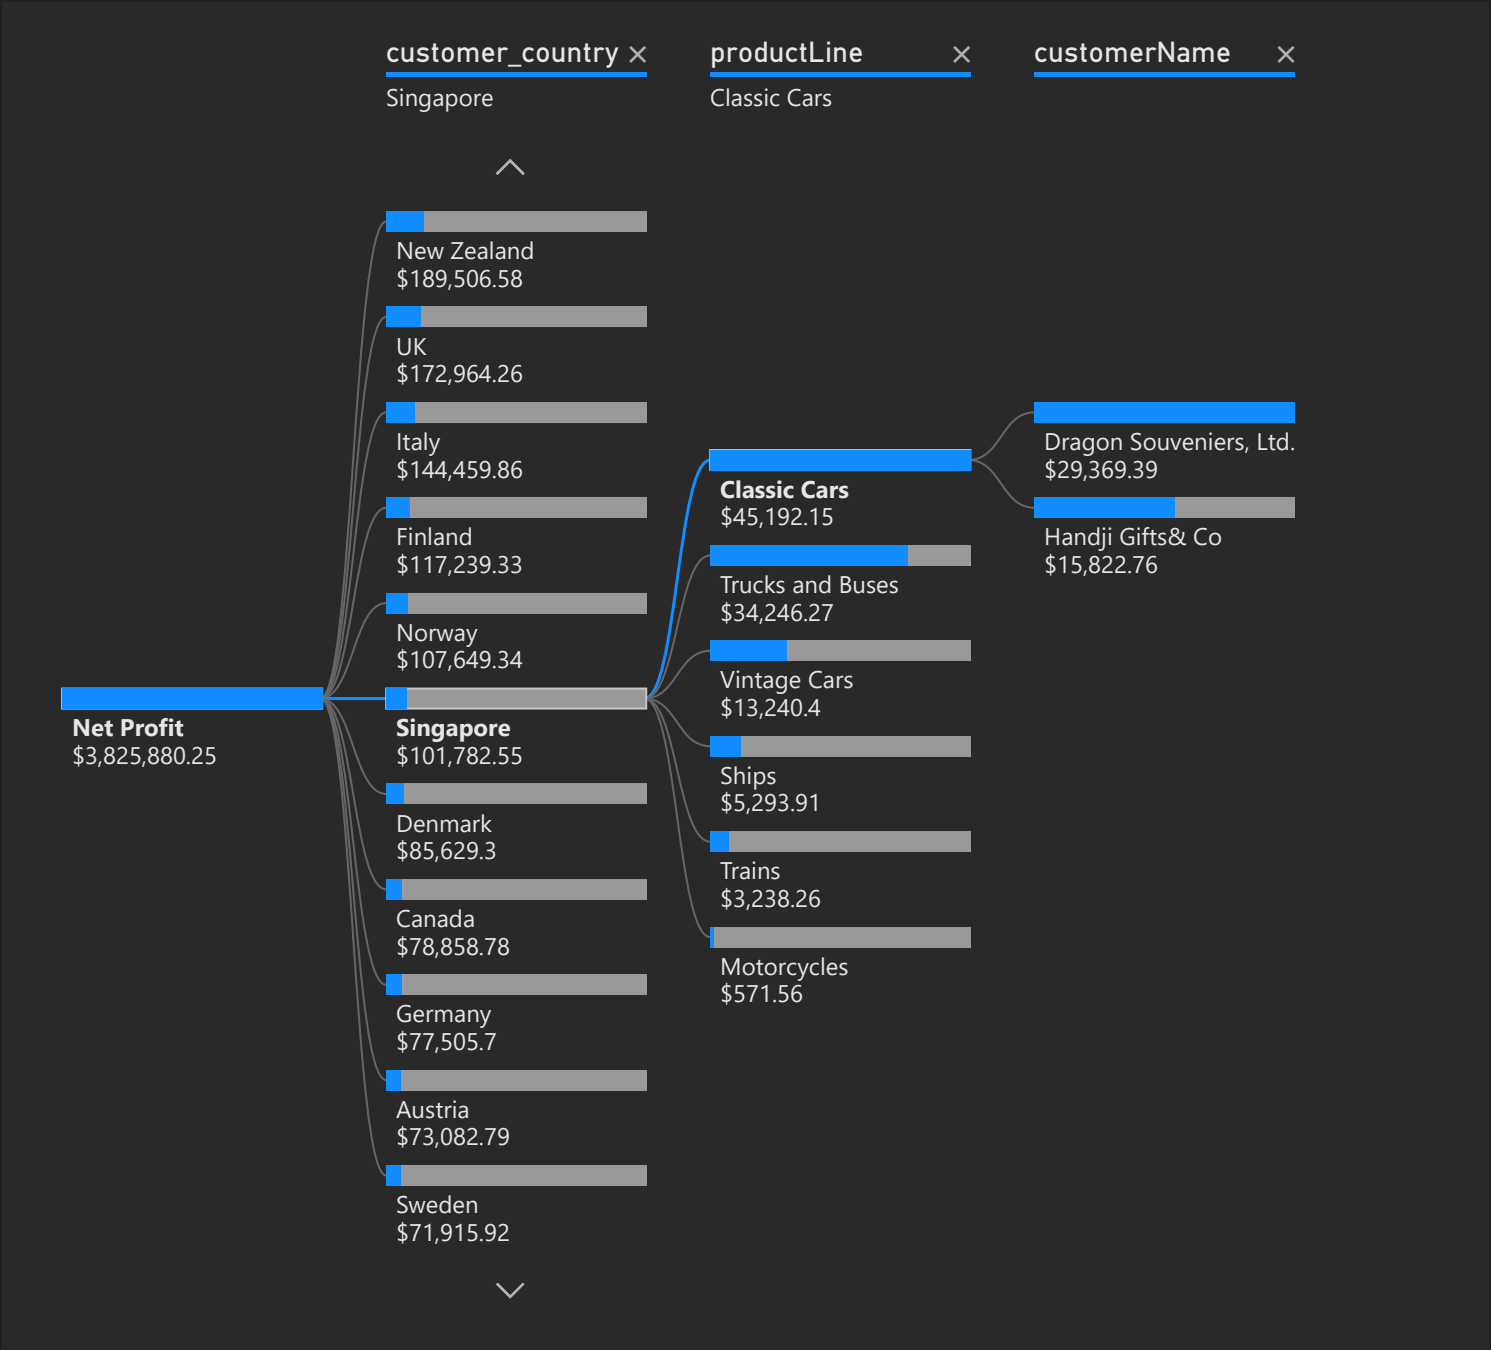 customer_country
productLine
customerName
Singapore
Classic Cars
New Zealand
$189,506.58
UK
$172,964.26
Italy
$144,459.86
Finland
$117,239.33
Norway
$107,649.34
Net Profit
$3,825,880.25
Singapore
$101,782.55
Denmark
$85,629.3
Canada
$78,858.78
Germany
$77,505.7
Austria
$73,082.79
Sweden
$71,915.92
Classic Cars
$45,192.15
Trucks and Buses
$34,246.27
Vintage Cars
$13,240.4
Ships
$5,293.91
Trains
$3,238.26
Motorcycles
$571.56
Dragon Souveniers, Ltd.
$29,369.39
Handji Gifts& Co
$15,822.76